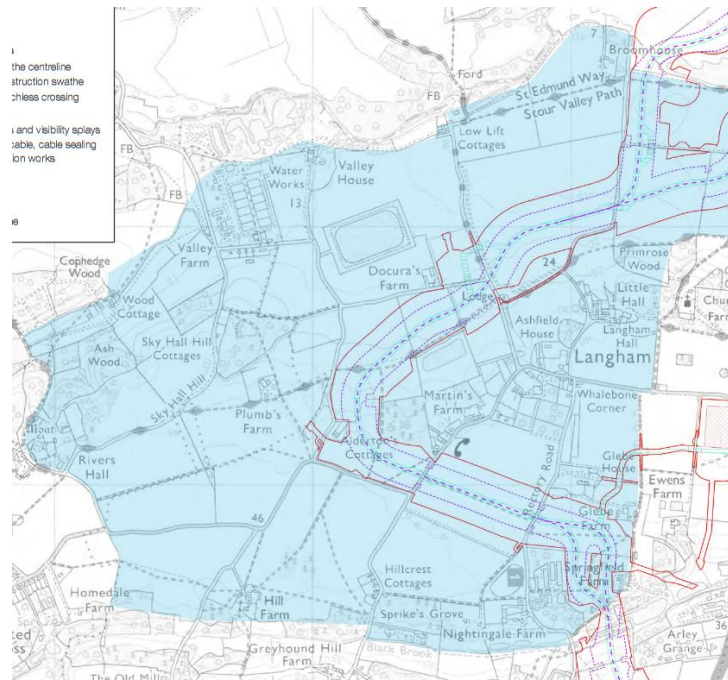 the centreline
struction swathe
chless crossing
s and visibility splays
cable, cable sealing
ion works
7
Broomhouse
Ford
FB
St Edmund Way
Stour Valley Path
Low Lift
Cottages
FB
Water
Works
Valley
House
FB
13
Valley
Farm
Cophedge
Wood
Docura's
Farm
24
Primrose
Wood
Wood
Cottage
Lodge
Little
Hall
Ashfield
House
Langham
Hall
Ash
Wood
Sky Hall Hill
Cottages
Langham
Sky Hall Hill
Martin's
Farm
Plumb's
Farm
Whalebone
Corner
Alderton's
Cottages
Rivers
Hall
Rectory Road
Glebe
House
Ewens
Farm
46
Glebe
Farm
Hillcrest
Cottages
Springfield
Farm
Homedale
Farm
Hill
Farm
Sprike's Grove
Nightingale Farm
Arley
Grange
36
Greyhound Hill
Farm
Black Brook
The Old Mill